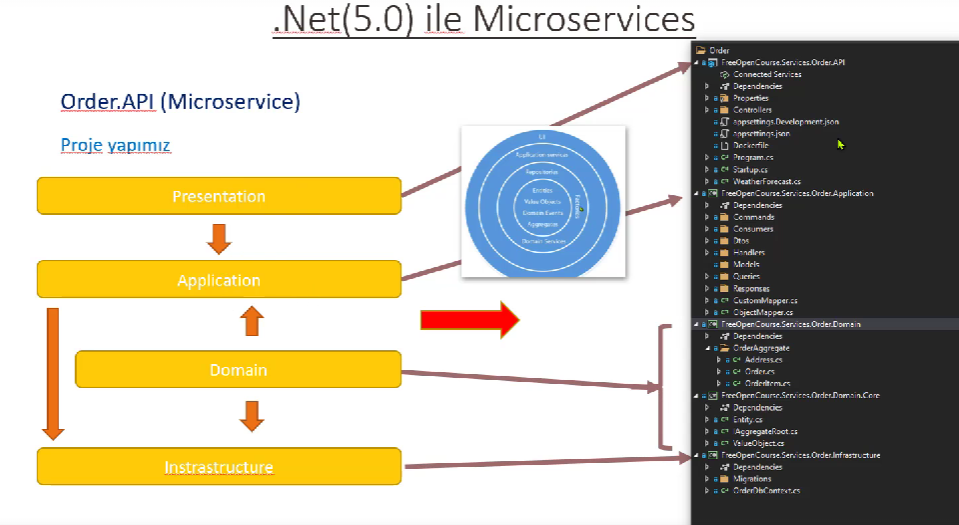 .Net(5.0) ile Microservices
Order.API (Microservice)
Proje yapımız
Presentation
Application
Domain
Instrastructure
UI
Application services
Repositories
Entities
Value Objects
Domain Events
Aggregates
Factories
Domain Services
Order
FreeOpenCourse.Services.Order.API
Connected Services
Dependencies
Properties
Controllers
appsettings.Development.json
appsettings.json
Dockerfile
Program.cs
Startup.cs
WeatherForecast.cs
FreeOpenCourse.Services.Order.Application
Dependencies
Commands
Consumers
Dtos
Handlers
Models
Queries
Responses
CustomMapper.cs
ObjectMapper.cs
FreeOpenCourse.Services.Order.Domain
Dependencies
OrderAggregate
Address.cs
Order.cs
OrderItem.cs
FreeOpenCourse.Services.Order.Domain.Core
Dependencies
Entity.cs
IAggregateRoot.cs
ValueObject.cs
FreeOpenCourse.Services.Order.Infrastructure
Dependencies
Migrations
OrderDbContext.cs